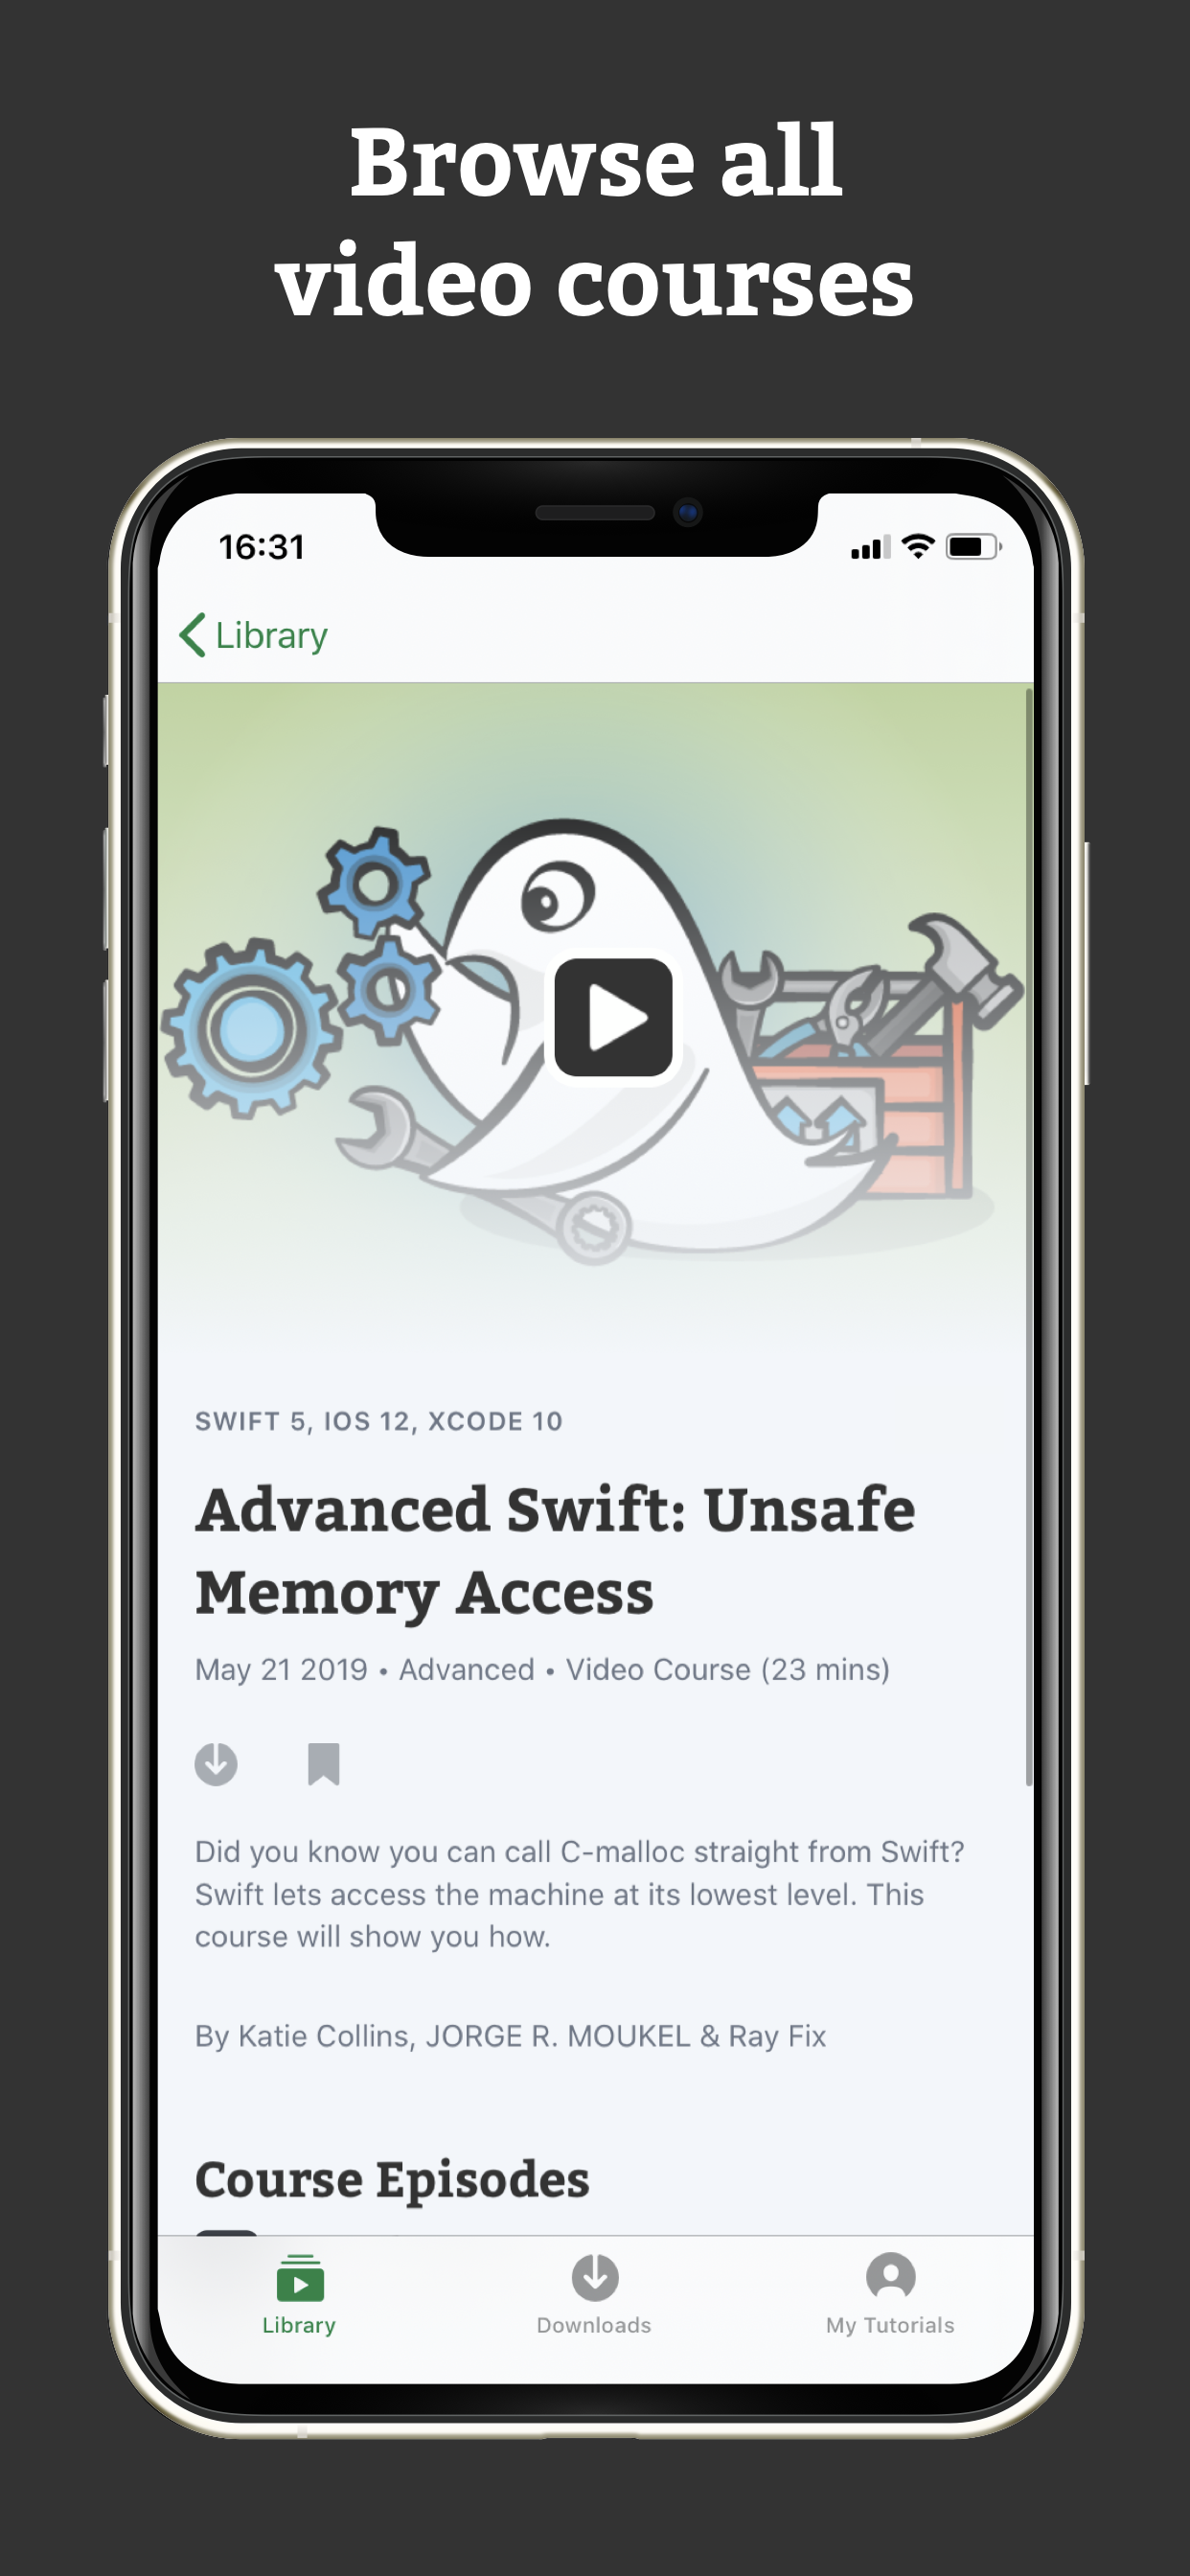 Browse all
video courses
16:31
Library
SWIFT 5, IOS 12, XCODE 10
Advanced Swift: Unsafe
Memory Access
May 21 2019 • Advanced • Video Course (23 mins)
Did you know you can call C-malloc straight from Swift?
Swift lets access the machine at its lowest level. This
course will show you how.
By Katie Collins, JORGE R. MOUKEL & Ray Fix
Course Episodes
Library
Downloads
My Tutorials